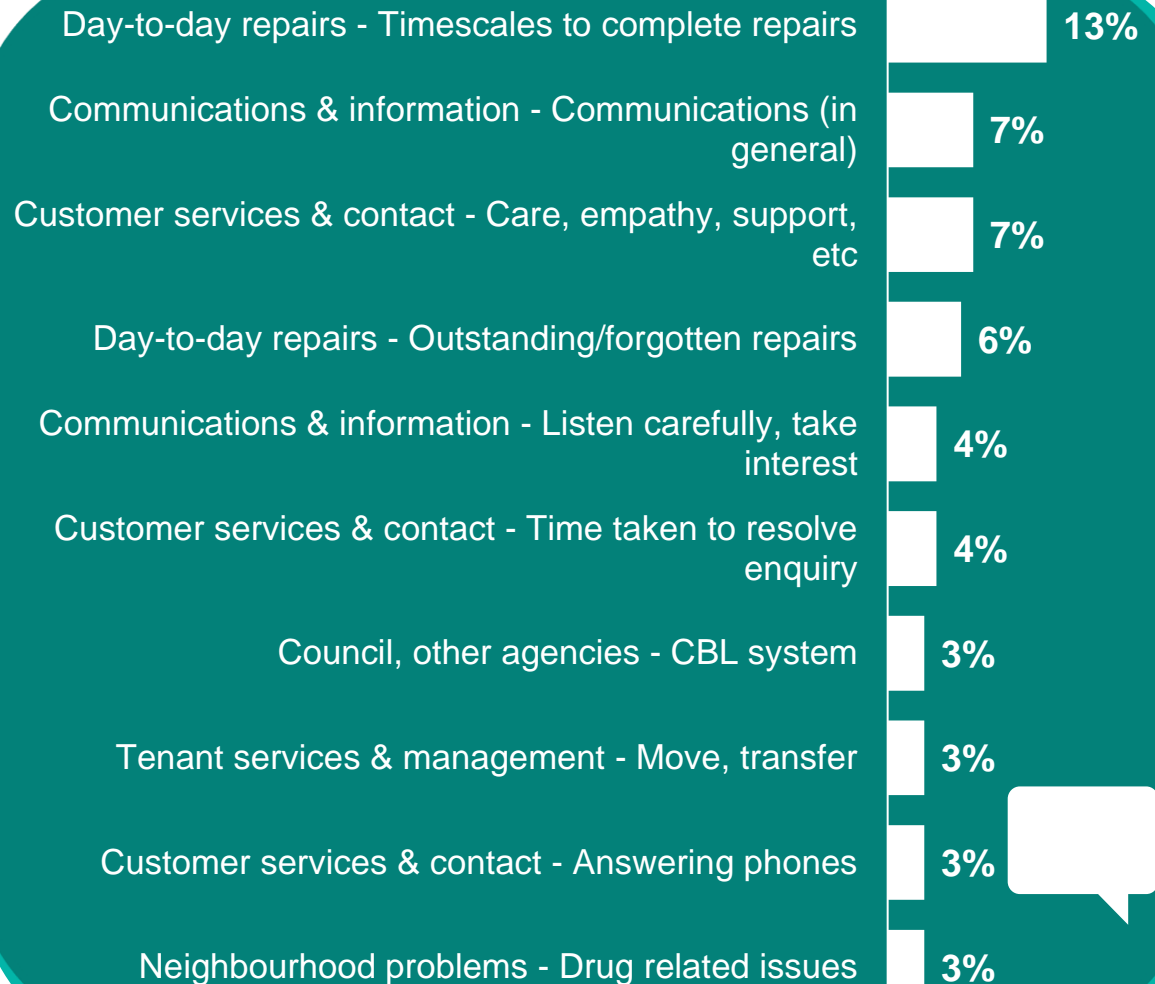 Day-to-day repairs - Timescales to complete repairs 13%
Communications & information - Communications (in
general) 7%
Customer services & contact - Care, empathy, support,
etc 7%
Day-to-day repairs - Outstanding/forgotten repairs 6%
Communications & information - Listen carefully, take
interest 4%
Customer services & contact - Time taken to resolve
enquiry 4%
Council, other agencies - CBL system 3%
Tenant services & management - Move, transfer 3%
Customer services & contact - Answering phones 3%
Neighbourhood problems - Drug related issues 3%